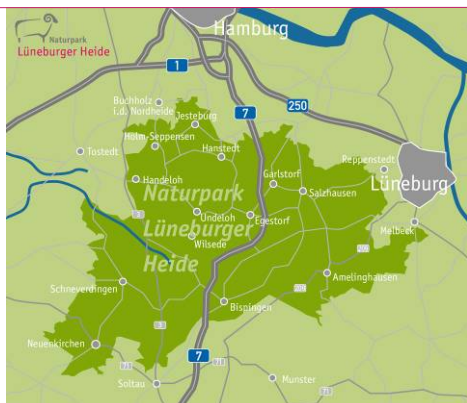 Naturpark
Lüneburger Heide
Hamburg
1
7
250
Buchholz
i.d. Nordheide
Jesteburg
Tostedt
Holm-Seppensen
Hanstedt
Reppenstedt
Garlstorf
Lüneburg
Handeloh
Salzhausen
Naturpark
Lüneburger
Heide
Undeloh
Egestorf
Melbeck
Wilsede
Amelinghausen
Schneverdingen
Bispingen
Neuenkirchen
7
Soltau
Munster